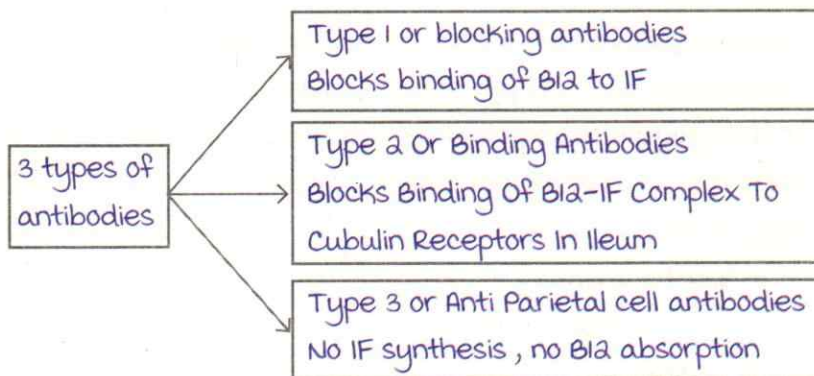 Type 1 or blocking antibodies
Blocks binding of B12 to IF
3 types of
antibodies
Type 2 Or Binding Antibodies
Blocks Binding Of B12-IF Complex To
Cubulin Receptors In Ileum
Type 3 or Anti Parietal cell antibodies
No IF synthesis, no B12 absorption